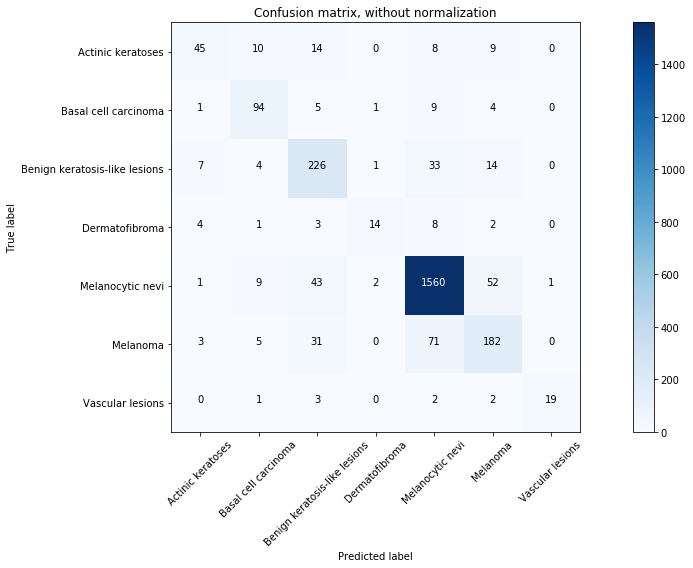 Confusion matrix, without normalization
Actinic keratoses 45 10 14 0 8 9 0
Basal cell carcinoma 1 94 5 1 9 4 0
Benign keratosis-like lesions 7 4 226 1 33 14 0
Dermatofibroma 4 1 3 14 8 2 0
Melanocytic nevi 1 9 43 2 1560 52 1
Melanoma 3 5 31 0 71 182 0
Vascular lesions 0 1 3 0 2 2 19
True label
Actinic keratoses
Basal cell carcinoma
Benign keratosis-like lesions
Dermatofibroma
Melanocytic nevi
Melanoma
Vascular lesions
Predicted label
1400
1200
1000
800
600
400
200
0